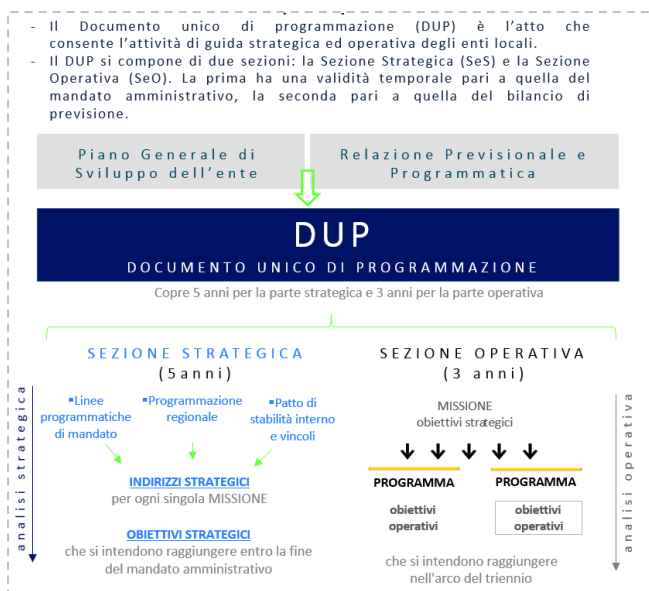 - Il Documento unico di programmazione (DUP) è l'atto che
consente l'attività di guida strategica ed operativa degli enti locali.
- Il DUP si compone di due sezioni: la Sezione Strategica (SeS) e la Sezione
Operativa (SeO). La prima ha una validità temporale pari a quella del
mandato amministrativo, la seconda pari a quella del bilancio di
previsione.
Piano Generale di
Sviluppo dell'ente
Relazione Previsionale e
Programmatica
DUP
DOCUMENTO UNICO DI PROGRAMMAZIONE
Copre 5 anni per la parte strategica e 3 anni per la parte operativa
SEZIONE STRATEGICA
(5 anni)
▪Linee
programmatiche
di mandato
▪Programmazione
regionale
▪Patto di
stabilità interno
e vincoli
INDIRIZZI STRATEGICI
per ogni singola MISSIONE
OBIETTIVI STRATEGICI
che si intendono raggiungere entro la fine
del mandato amministrativo
analisi strategica
SEZIONE OPERATIVA
(3 anni)
MISSIONE
obiettivi strategici
PROGRAMMA
obiettivi
operativi
PROGRAMMA
obiettivi
operativi
che si intendono raggiungere
nell'arco del triennio
analisi operativa